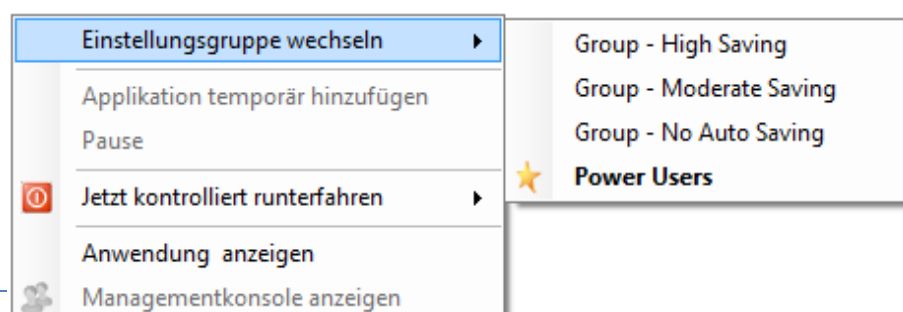 Einstellungsgruppe wechseln
Applikation temporär hinzufügen
Pause
Jetzt kontrolliert runterfahren
Anwendung  anzeigen
Managementkonsole anzeigen
Group - High Saving
Group - Moderate Saving
Group - No Auto Saving
Power Users